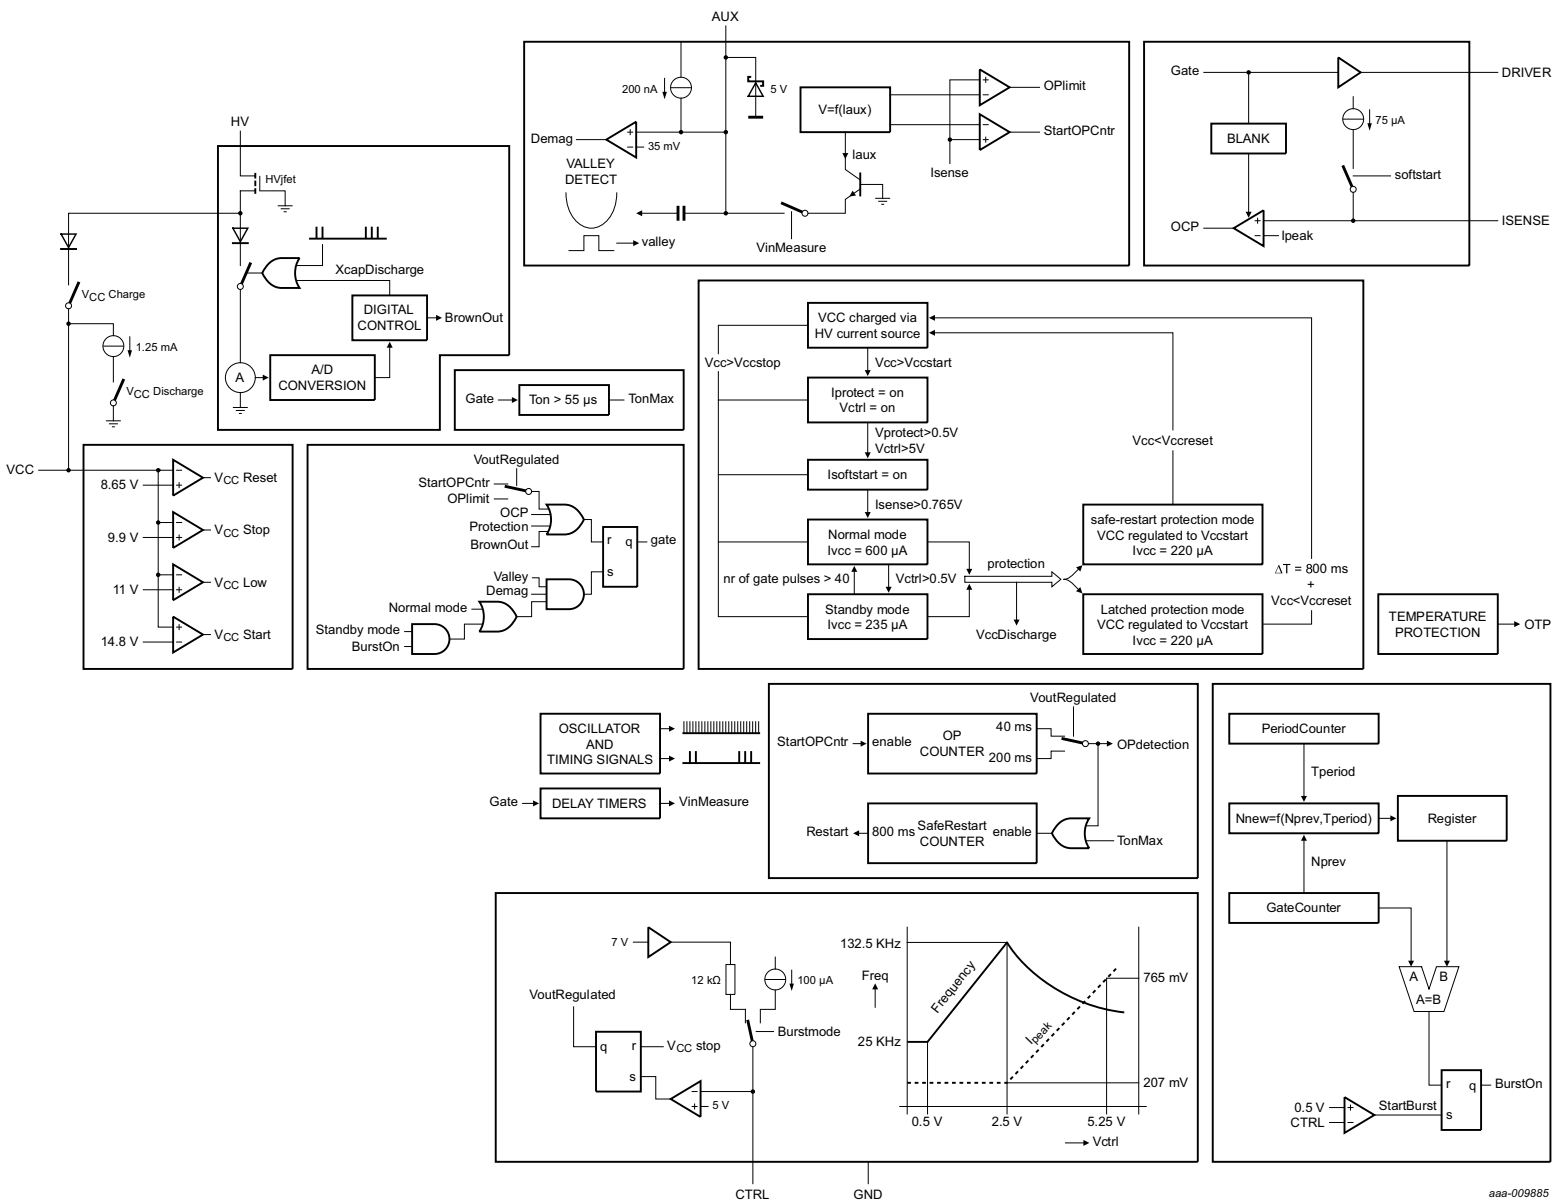 AUX
200 nA
5 V
V=f(Iaux)
+
−
OPlimit
−
+
StartOPCntr
Demag
+
−
35 mV
Iaux
Isense
VALLEY
DETECT
valley
VinMeasure
Gate
DRIVER
75 µA
BLANK
softstart
OCP
+
−
Ipeak
ISENSE
HV
HVjfet
XcapDischarge
DIGITAL
CONTROL
BrownOut
A
A/D
CONVERSION
VCC Charge
1.25 mA
VCC Discharge
Gate
Ton > 55 µs
TonMax
VCC
8.65 V
−
+
VCC Reset
9.9 V
−
+
VCC Stop
11 V
−
+
VCC Low
14.8 V
+
−
VCC Start
VoutRegulated
StartOPCntr
OPlimit
OCP
Protection
BrownOut
r
q
s
gate
Valley
Demag
Normal mode
Standby mode
BurstOn
VCC charged via
HV current source
Vcc>Vccstop
Vcc>Vccstart
Iprotect = on
Vctrl = on
Vprotect>0.5V
Vctrl>5V
Isoftstart = on
Isense>0.765V
Normal mode
Ivcc = 600 µA
nr of gate pulses > 40
Vctrl>0.5V
Standby mode
Ivcc = 235 µA
protection
VccDischarge
Vcc<Vccreset
safe-restart protection mode
VCC regulated to Vccstart
Ivcc = 220 µA
Latched protection mode
VCC regulated to Vccstart
Ivcc = 220 µA
ΔT = 800 ms
+
Vcc<Vccreset
TEMPERATURE
PROTECTION
OTP
OSCILLATOR
AND
TIMING SIGNALS
Gate
DELAY TIMERS
VinMeasure
VoutRegulated
StartOPCntr
enable
OP
COUNTER
40 ms
200 ms
OPdetection
Restart
800 ms
SafeRestart
COUNTER
enable
TonMax
PeriodCounter
Tperiod
Nnew=f(Nprev,Tperiod)
Register
Nprev
GateCounter
A
B
A=B
r
q
s
BurstOn
0.5 V
+
CTRL
−
StartBurst
7 V
12 kΩ
100 µA
VoutRegulated
Burstmode
q
r
s
VCC stop
−
+
5 V
132.5 KHz
Freq
25 KHz
Frequency
Ipeak
765 mV
207 mV
0.5 V
2.5 V
5.25 V
Vctrl
CTRL
GND
aaa-009885